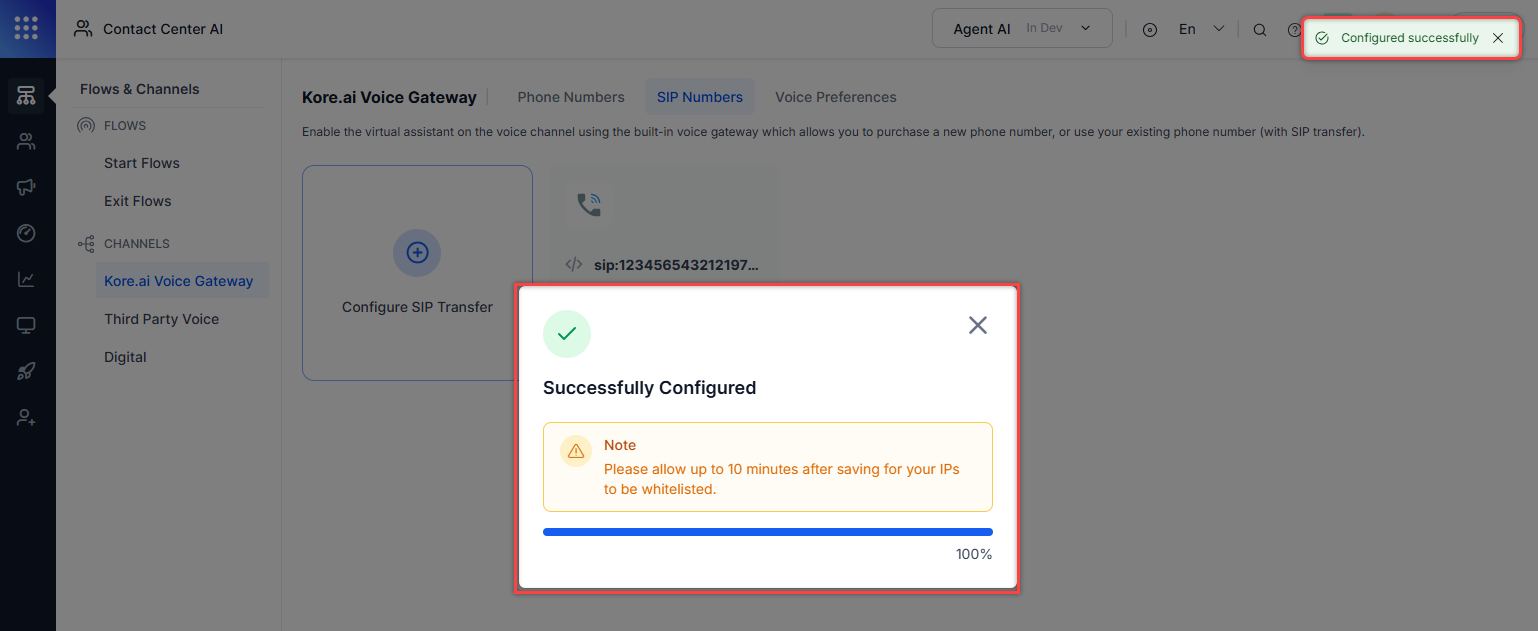 Contact Center AI
Agent AI In Dev
En
Configured successfully
Flows & Channels
FLOWS
Start Flows
Exit Flows
CHANNELS
Kore.ai Voice Gateway
Third Party Voice
Digital
Kore.ai Voice Gateway
Phone Numbers
SIP Numbers
Voice Preferences
Enable the virtual assistant on the voice channel using the built-in voice gateway which allows you to purchase a new phone number, or use your existing phone number (with SIP transfer).
Configure SIP Transfer
sip:123456543212197...
Successfully Configured
Note
Please allow up to 10 minutes after saving for your IPs
to be whitelisted.
100%